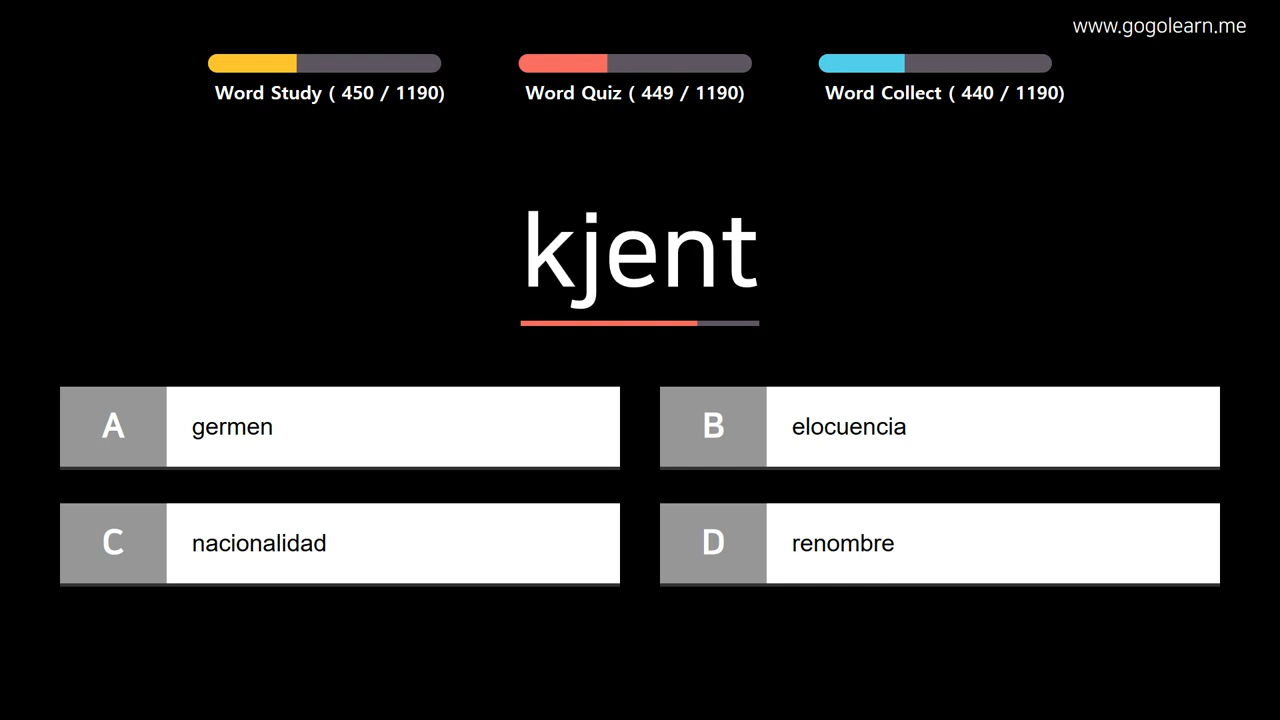 www.gogolearn.me
Word Study ( 450 / 1190)
Word Quiz ( 449 / 1190)
Word Collect ( 440 / 1190)
kjent
A germen
B elocuencia
C nacionalidad
D renombre